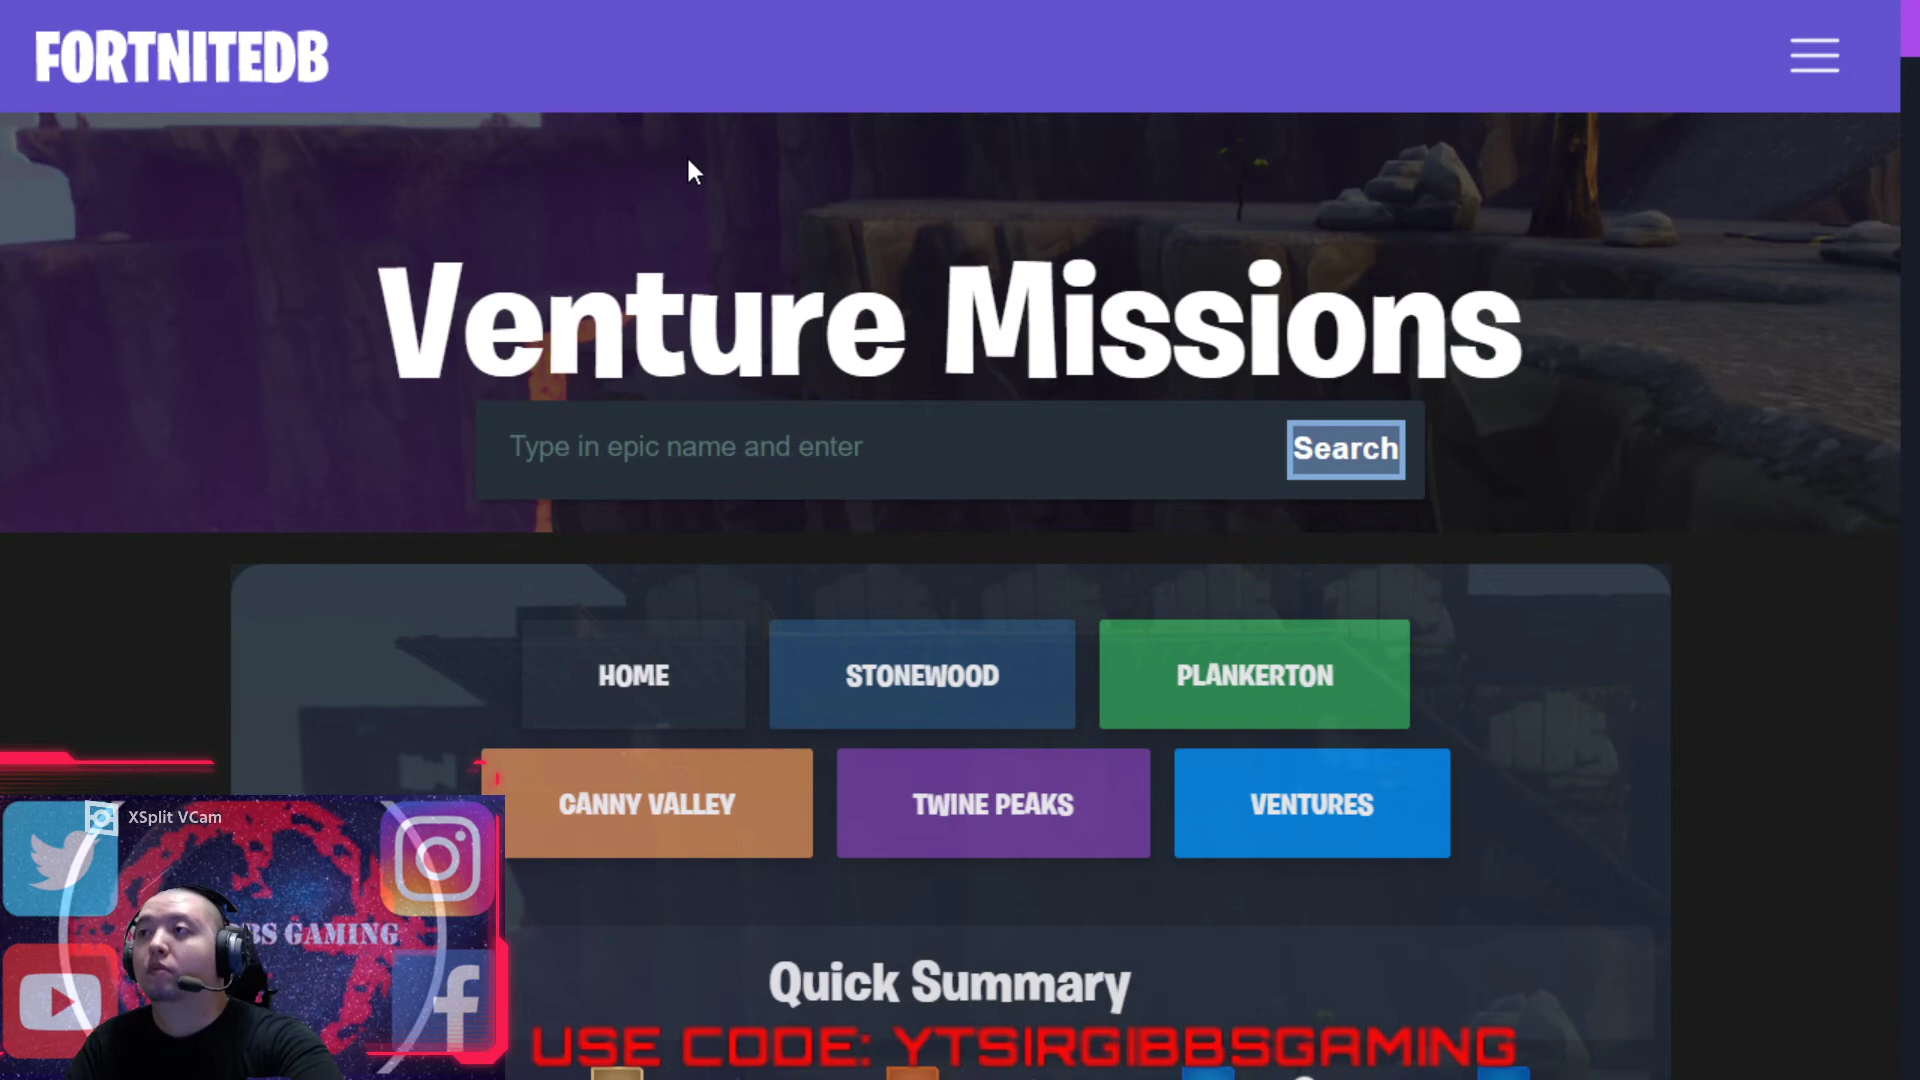 FORTNITEDB
Venture Missions
Type in epic name and enter
Search
HOME
STONEWOOD
PLANKERTON
CANNY VALLEY
TWINE PEAKS
VENTURES
XSplit VCam
BS GAMING
Quick Summary
USE CODE: YTSIRGIBBSGAMING